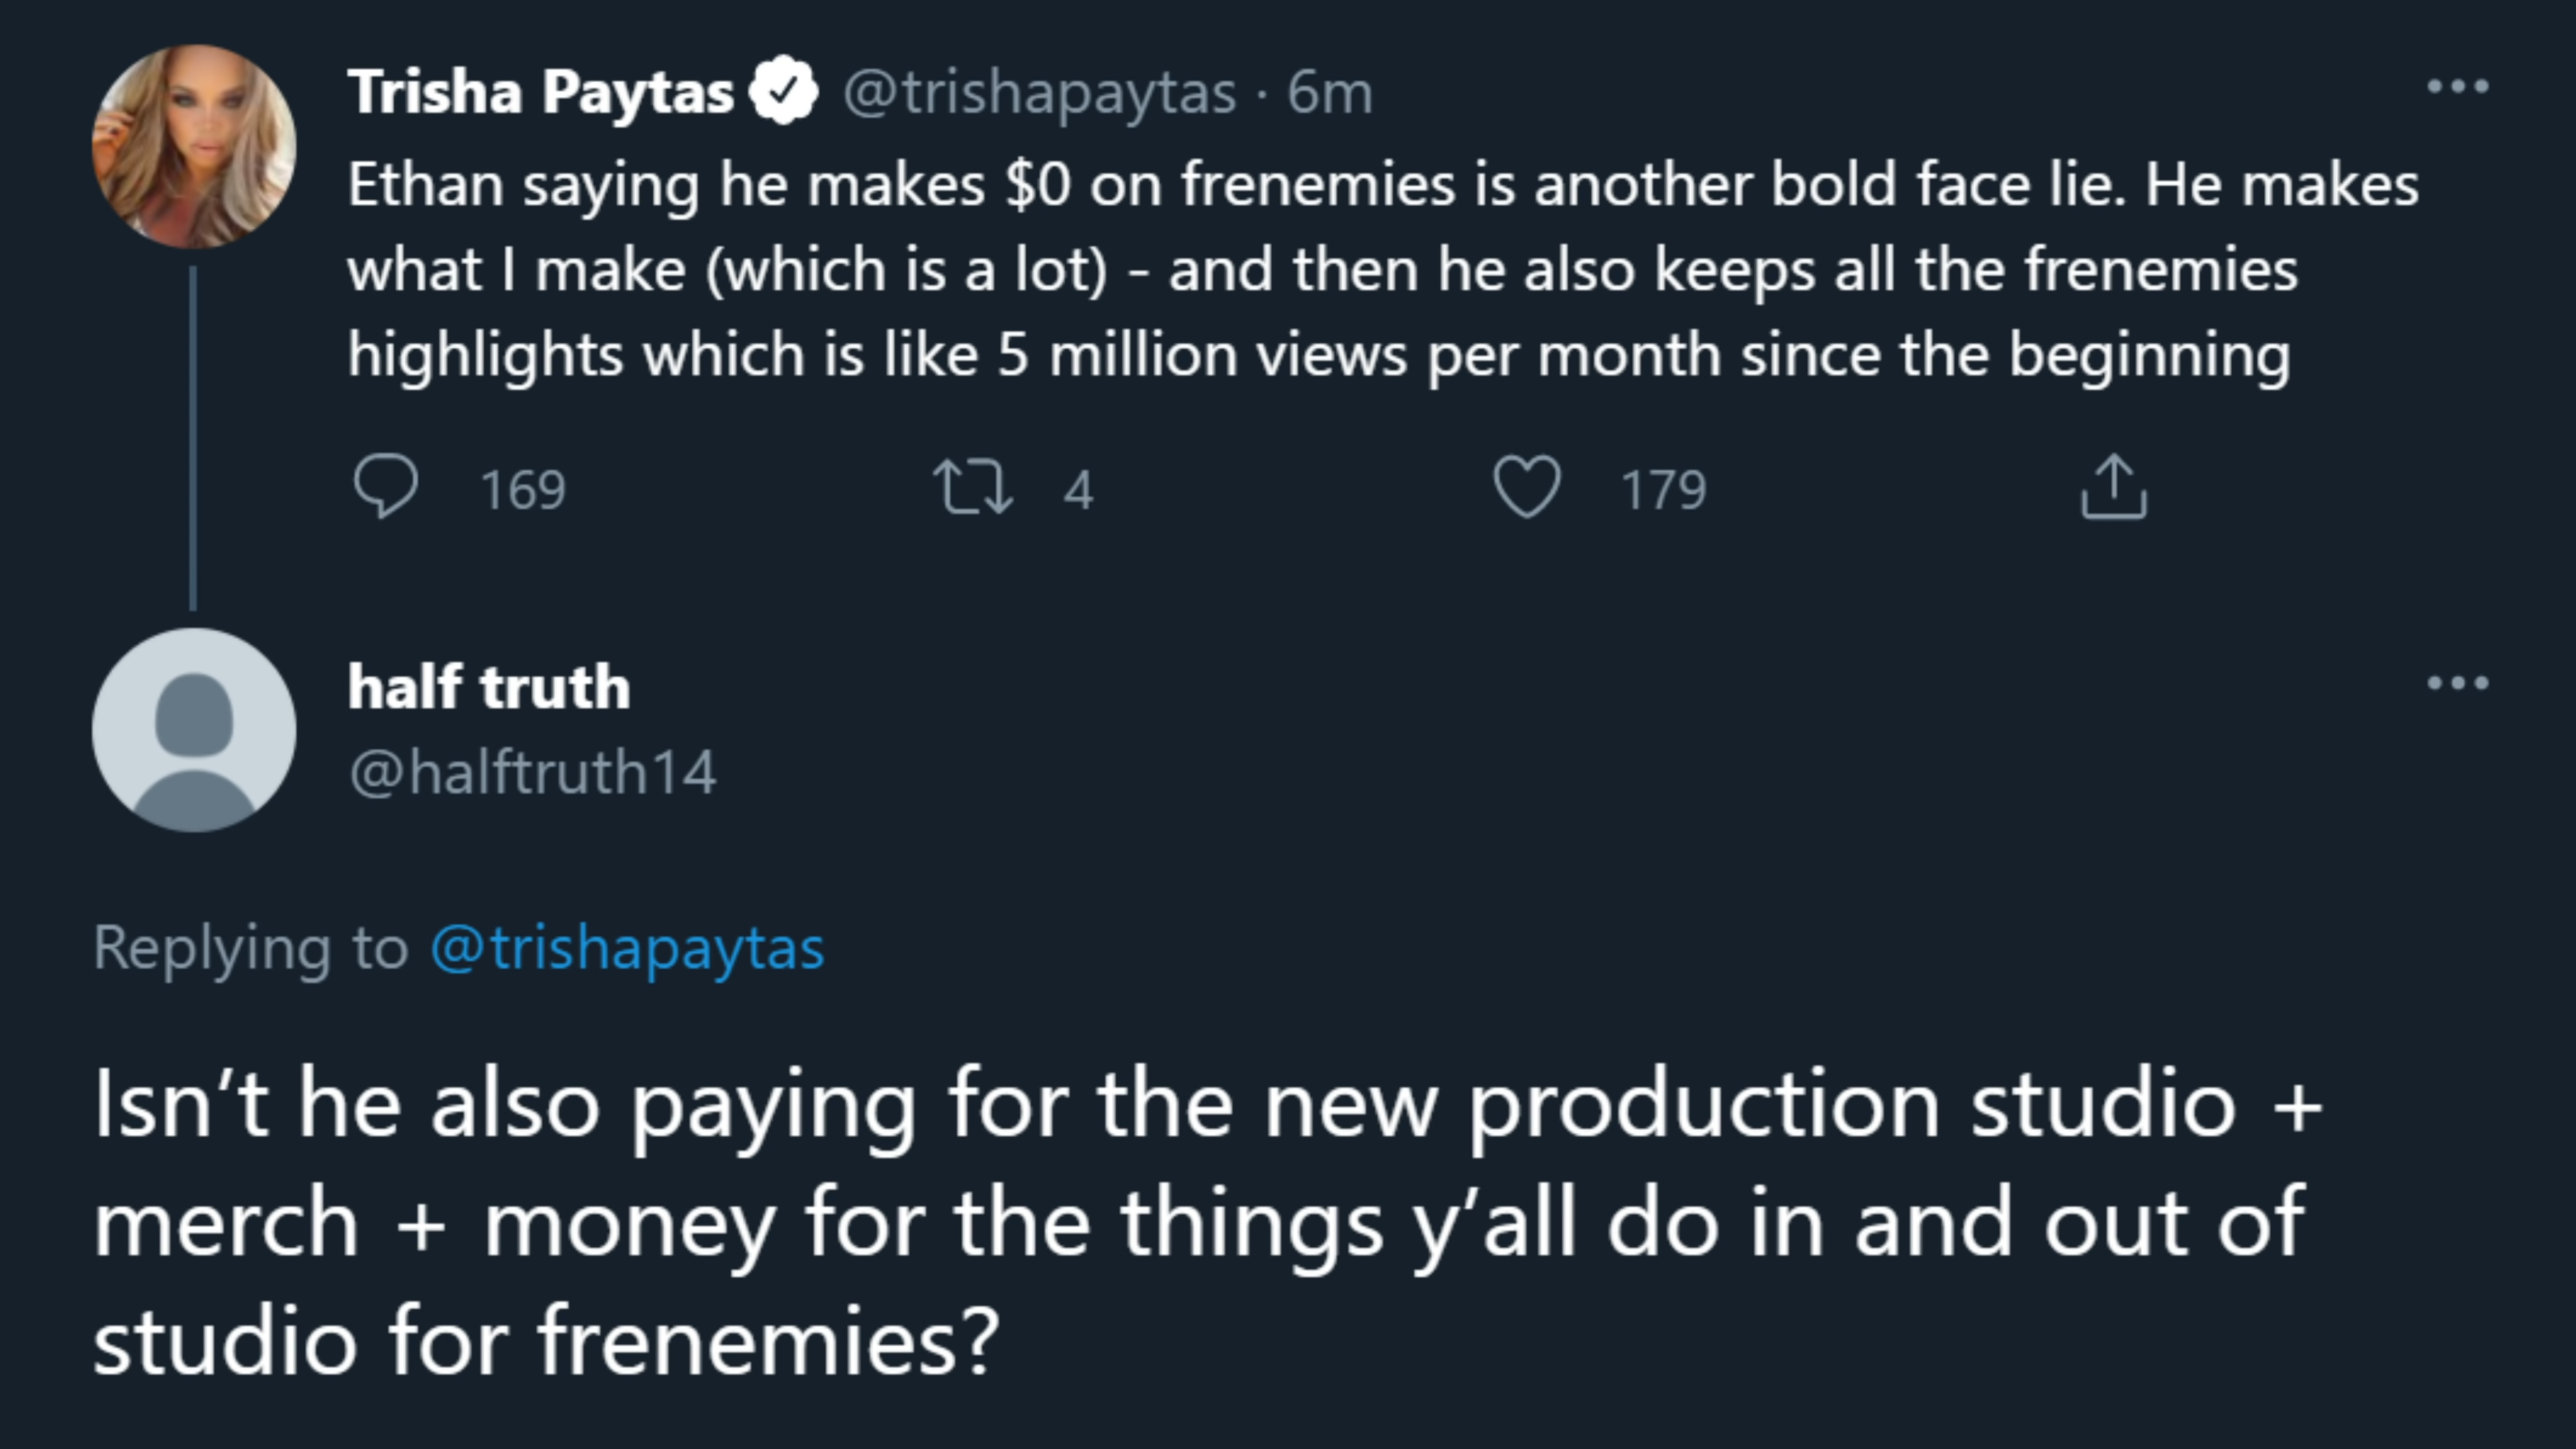 Trisha Paytas @trishapaytas · 6m
Ethan saying he makes $0 on frenemies is another bold face lie. He makes
what I make (which is a lot) - and then he also keeps all the frenemies
highlights which is like 5 million views per month since the beginning
169 4 179
half truth
@halftruth14
Replying to @trishapaytas
Isn’t he also paying for the new production studio +
merch + money for the things y’all do in and out of
studio for frenemies?